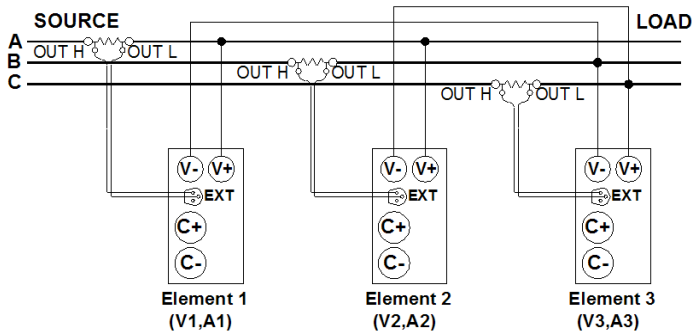 SOURCE LOAD
A
OUT H OUT L
B
OUT H OUT L
C
OUT H OUT L
V- V+
EXT
C+
C-
Element 1
(V1,A1)
V- V+
EXT
C+
C-
Element 2
(V2,A2)
V- V+
EXT
C+
C-
Element 3
(V3,A3)